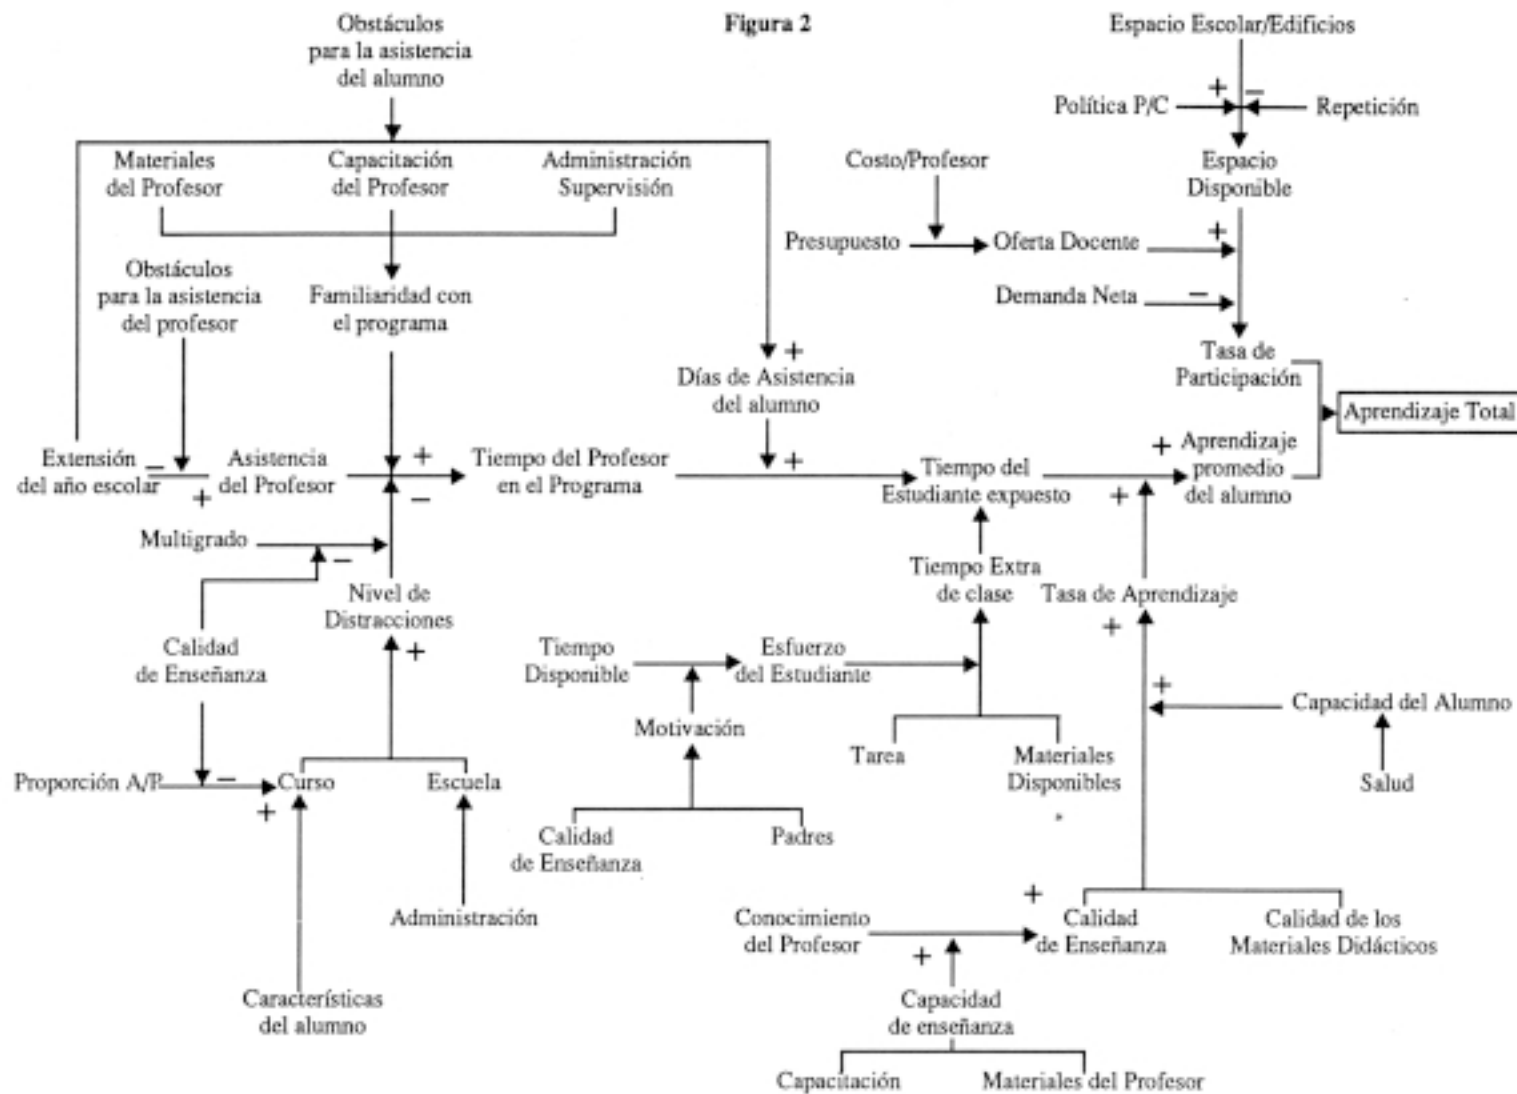 Figura 2
Obstáculos
para la asistencia
del alumno
Espacio Escolar/Edificios
+
−
Política P/C
Repetición
Materiales
del Profesor
Capacitación
del Profesor
Administración
Supervisión
Costo/Profesor
Espacio
Disponible
Presupuesto
Oferta Docente
+
Obstáculos
para la asistencia
del profesor
Familiaridad con
el programa
Demanda Neta
−
Tasa de
Participación
+
Días de Asistencia
del alumno
Aprendizaje Total
Extensión
del año escolar
−
+
Asistencia
del Profesor
+
−
Tiempo del Profesor
en el Programa
+
Tiempo del
Estudiante expuesto
+
+
Aprendizaje
promedio
del alumno
Multigrado
−
Nivel de
Distracciones
+
Tiempo Extra
de clase
Tasa de Aprendizaje
+
Calidad
de Enseñanza
Tiempo
Disponible
Esfuerzo
del Estudiante
+
Capacidad del Alumno
Motivación
Tarea
Materiales
Disponibles
Salud
Proporción A/P
−
+
Curso
Escuela
Calidad
de Enseñanza
Padres
Administración
Conocimiento
del Profesor
+
+
Calidad
de Enseñanza
Calidad de los
Materiales Didácticos
Características
del alumno
Capacidad
de enseñanza
Capacitación
Materiales del Profesor